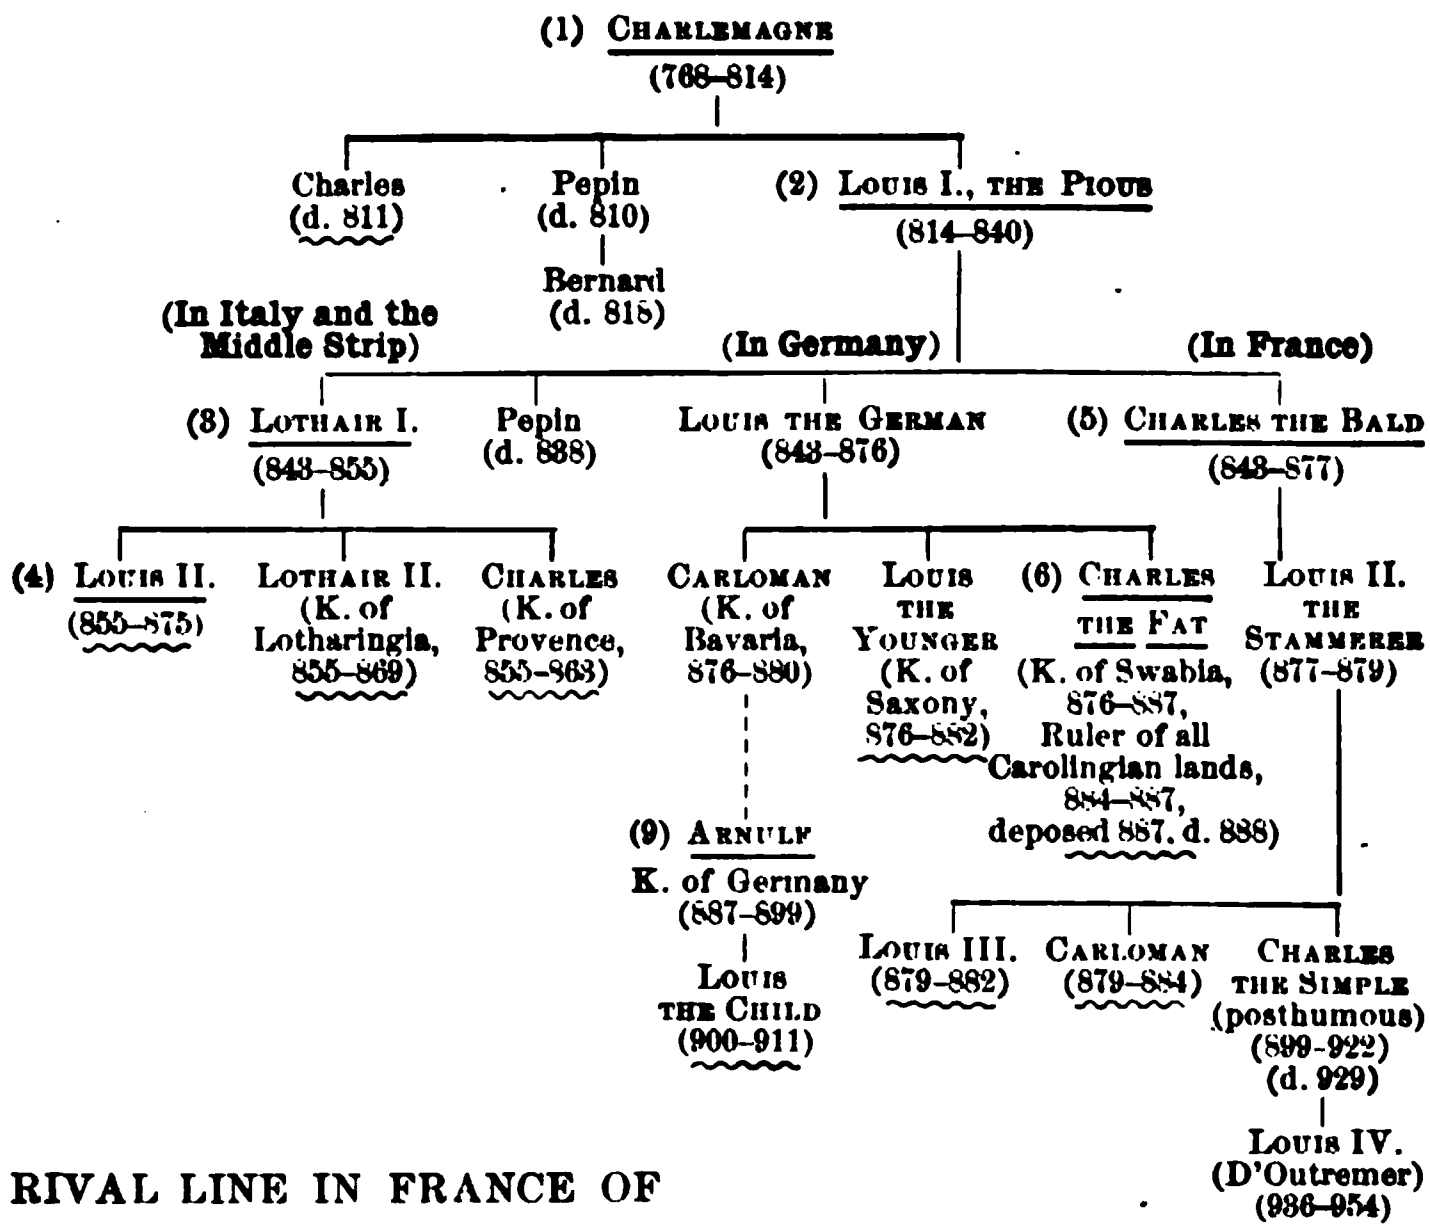 (1) CHARLEMAGNE
(768–814)
Charles
(d. 811)
Pepin
(d. 810)
Bernard
(d. 818)
(2) LOUIS I., THE PIOUS
(814–840)
(In Italy and the
Middle Strip)
(In Germany)
(In France)
(3) LOTHAIR I.
(843–855)
Pepin
(d. 838)
LOUIS THE GERMAN
(843–876)
(5) CHARLES THE BALD
(843–877)
(4) LOUIS II.
(855–875)
LOTHAIR II.
(K. of
Lotharingia,
855–869)
CHARLES
(K. of
Provence,
855–863)
CARLOMAN
(K. of
Bavaria,
876–880)
LOUIS
THE
YOUNGER
(K. of
Saxony,
876–882)
(6) CHARLES
THE FAT
(K. of Swabia,
876–887,
Ruler of all
Carolingian lands,
884–887,
deposed 887, d. 888)
LOUIS II.
THE
STAMMERER
(877–879)
(9) ARNULF
K. of Germany
(887–899)
LOUIS
THE CHILD
(900–911)
LOUIS III.
(879–882)
CARLOMAN
(879–884)
CHARLES
THE SIMPLE
(posthumous)
(899-922)
(d. 929)
LOUIS IV.
(D'Outremer)
(936–954)
RIVAL LINE IN FRANCE OF